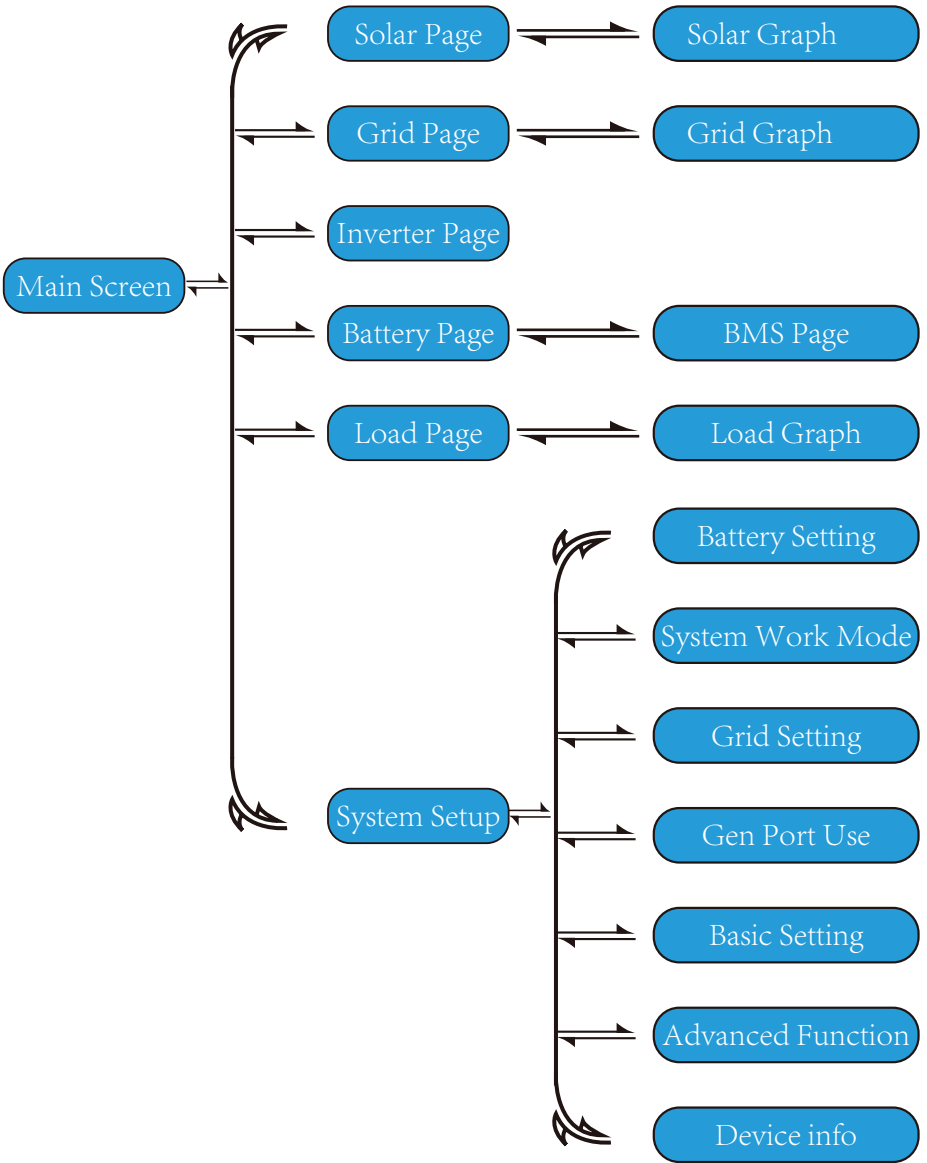 Solar Page
Solar Graph
Grid Page
Grid Graph
Inverter Page
Main Screen
Battery Page
BMS Page
Load Page
Load Graph
Battery Setting
System Work Mode
Grid Setting
System Setup
Gen Port Use
Basic Setting
Advanced Function
Device info